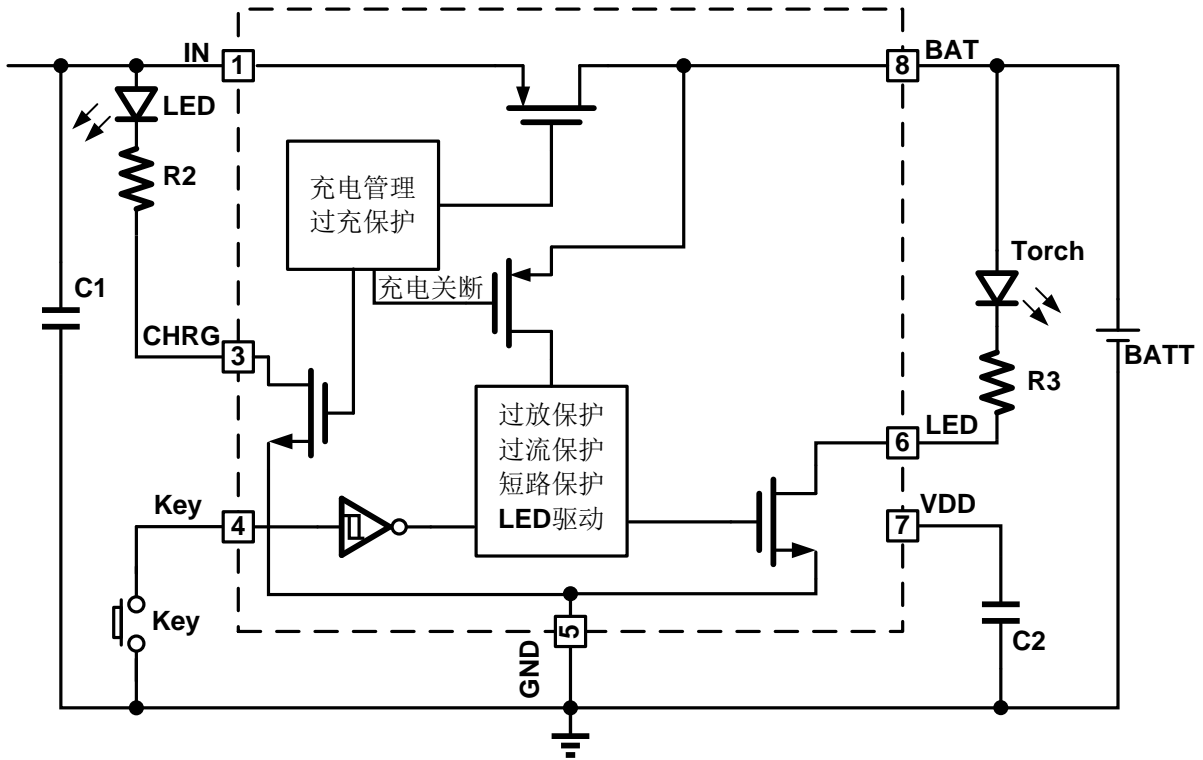 IN
1
8
BAT
LED
R2
充电管理
过充保护
Torch
C1
充电关断
CHRG
3
BATT
R3
过放保护
过流保护
短路保护
LED驱动
6
LED
Key
4
7
VDD
Key
5
GND
C2